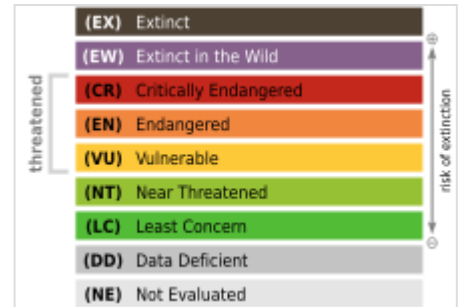 (EX) Extinct
(EW) Extinct in the Wild
(CR) Critically Endangered
(EN) Endangered
(VU) Vulnerable
(NT) Near Threatened
(LC) Least Concern
(DD) Data Deficient
(NE) Not Evaluated
threatened
risk of extinction